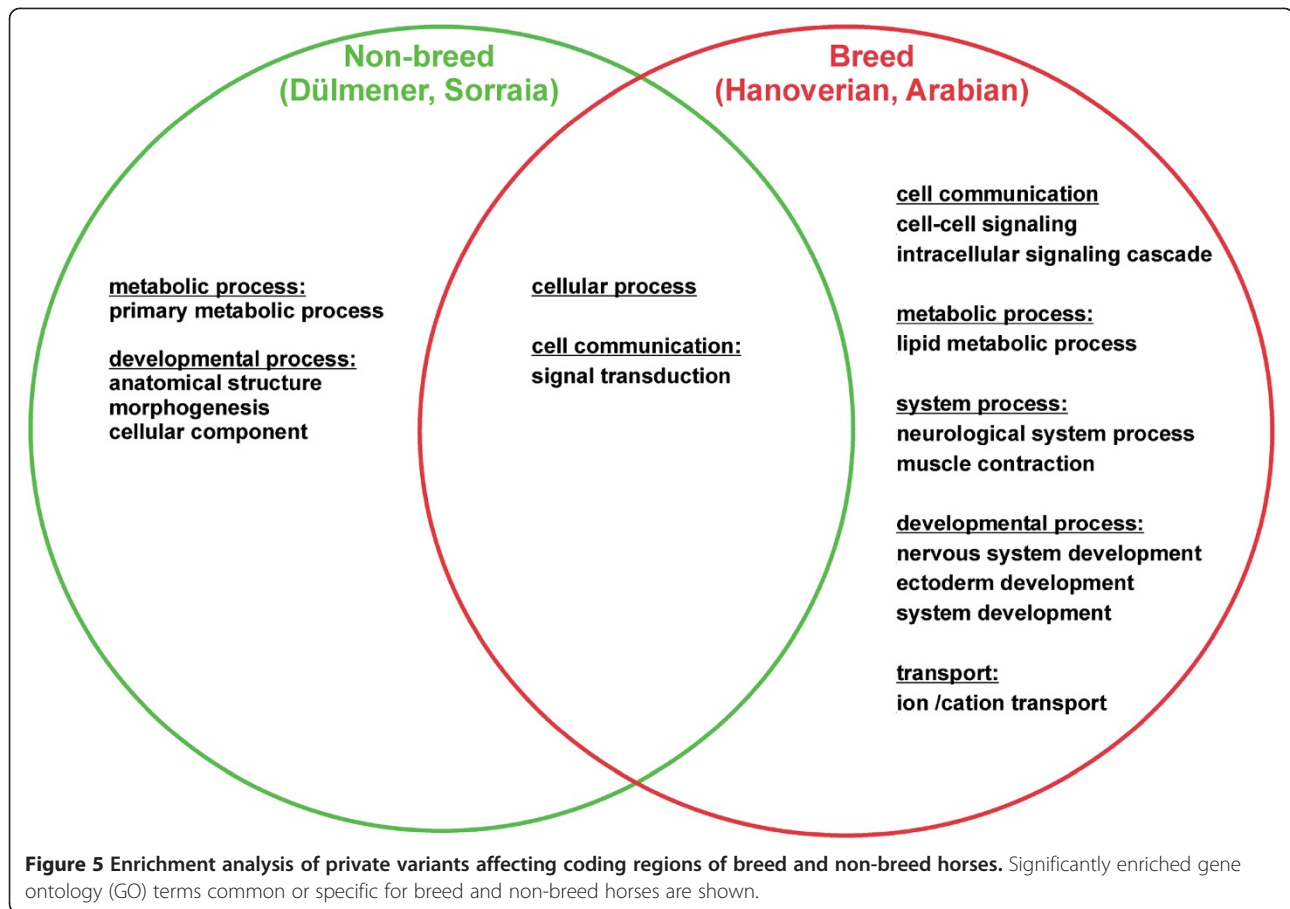 Non-breed
(Dülmener, Sorraia)
Breed
(Hanoverian, Arabian)
metabolic process:
primary metabolic process
developmental process:
anatomical structure
morphogenesis
cellular component
cellular process
cell communication:
signal transduction
cell communication
cell-cell signaling
intracellular signaling cascade
metabolic process:
lipid metabolic process
system process:
neurological system process
muscle contraction
developmental process:
nervous system development
ectoderm development
system development
transport:
ion /cation transport
Figure 5 Enrichment analysis of private variants affecting coding regions of breed and non-breed horses. Significantly enriched gene
ontology (GO) terms common or specific for breed and non-breed horses are shown.